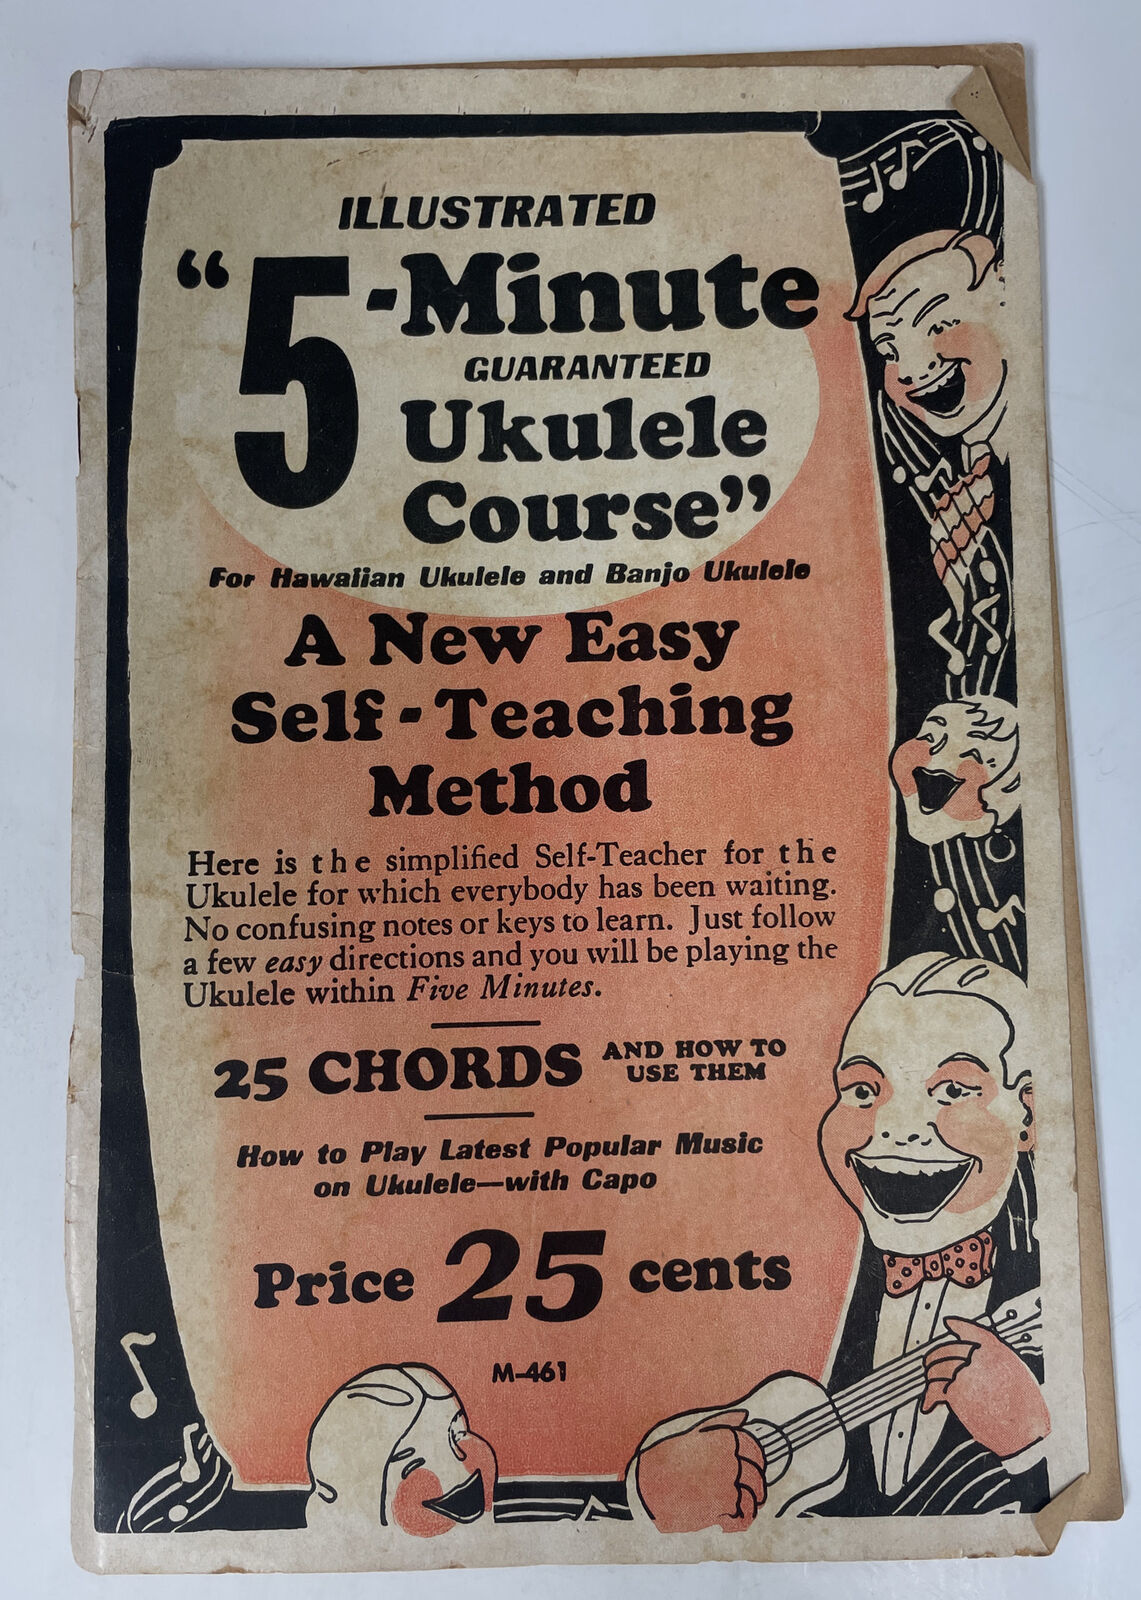 ILLUSTRATED
"5-Minute
GUARANTEED
Ukulele
Course"
For Hawaiian Ukulele and Banjo Ukulele
A New Easy
Self-Teaching
Method
Here is the simplified Self-Teacher for the
Ukulele for which everybody has been waiting.
No confusing notes or keys to learn. Just follow
a few easy directions and you will be playing the
Ukulele within Five Minutes.
25 CHORDS AND HOW TO
USE THEM
How to Play Latest Popular Music
on Ukulele—with Capo
Price 25 cents
M-461